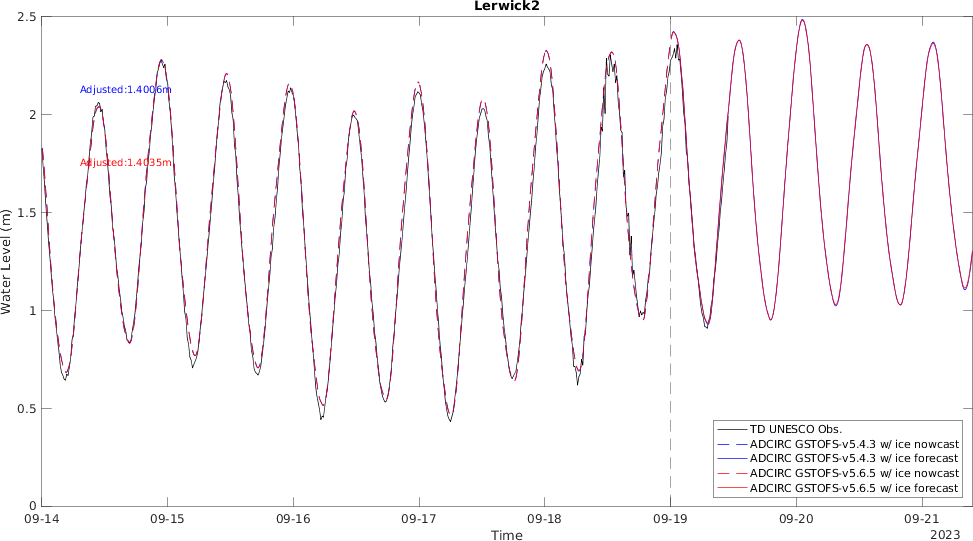 Lerwick2
2.5
2
1.5
1
0.5
0
Water Level (m)
Adjusted:1.4006m
Adjusted:1.4035m
TD UNESCO Obs.
ADCIRC GSTOFS-v5.4.3 w/ ice nowcast
ADCIRC GSTOFS-v5.4.3 w/ ice forecast
ADCIRC GSTOFS-v5.6.5 w/ ice nowcast
ADCIRC GSTOFS-v5.6.5 w/ ice forecast
09-14 09-15 09-16 09-17 09-18 09-19 09-20 09-21
Time
2023